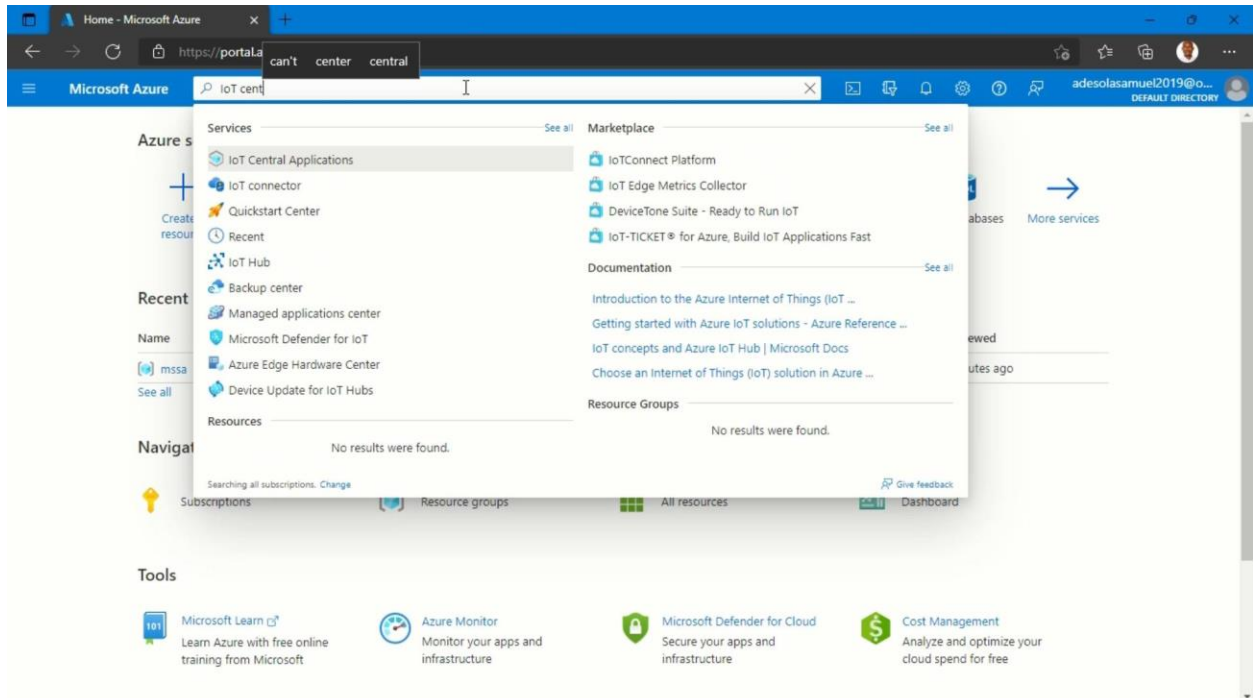 Home - Microsoft Azure
https://portal.a
can't center central
Microsoft Azure
IoT cent
adesolasamuel2019@o...
DEFAULT DIRECTORY
Azure s
Create
resour
abases
More services
Services
See all
IoT Central Applications
IoT connector
Quickstart Center
Recent
IoT Hub
Backup center
Managed applications center
Microsoft Defender for IoT
Azure Edge Hardware Center
Device Update for IoT Hubs
Resources
No results were found.
Searching all subscriptions. Change
Marketplace
See all
IoTConnect Platform
IoT Edge Metrics Collector
DeviceTone Suite - Ready to Run IoT
IoT-TICKET® for Azure, Build IoT Applications Fast
Documentation
See all
Introduction to the Azure Internet of Things (IoT ...
Getting started with Azure IoT solutions - Azure Reference ...
IoT concepts and Azure IoT Hub | Microsoft Docs
Choose an Internet of Things (IoT) solution in Azure ...
Resource Groups
No results were found.
Give feedback
Recent
Name
ewed
mssa
utes ago
See all
Navigat
Subscriptions
Resource groups
All resources
Dashboard
Tools
101
Microsoft Learn
Learn Azure with free online
training from Microsoft
Azure Monitor
Monitor your apps and
infrastructure
Microsoft Defender for Cloud
Secure your apps and
infrastructure
$
Cost Management
Analyze and optimize your
cloud spend for free